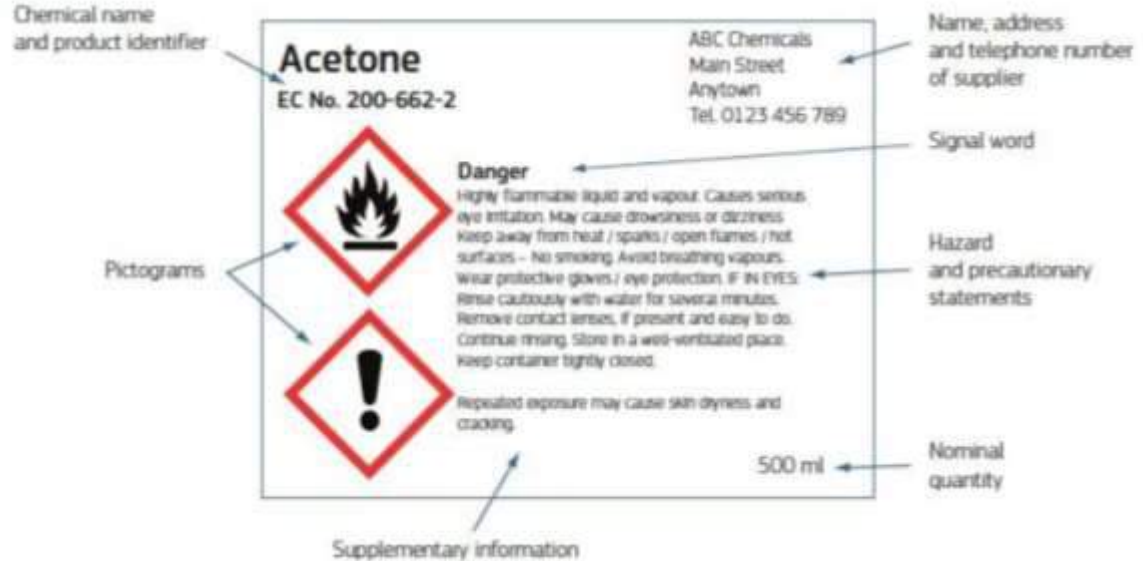 Chemical name
and product identifier
Acetone
EC No. 200-662-2
ABC Chemicals
Main Street
Anytown
Tel. 0123 456 789
Name, address
and telephone number
of supplier
Signal word
Danger
Highly flammable liquid and vapour. Causes serious
eye irritation. May cause drowsiness or dizziness
Keep away from heat / sparks / open flames / hot
surfaces – No smoking. Avoid breathing vapours.
Wear protective gloves / eye protection. IF IN EYES:
Rinse cautiously with water for several minutes.
Remove contact lenses, if present and easy to do.
Continue rinsing. Store in a well-ventilated place.
Keep container tightly closed.
Repeated exposure may cause skin dryness and
cracking.
Pictograms
Hazard
and precautionary
statements
500 ml
Nominal
quantity
Supplementary information